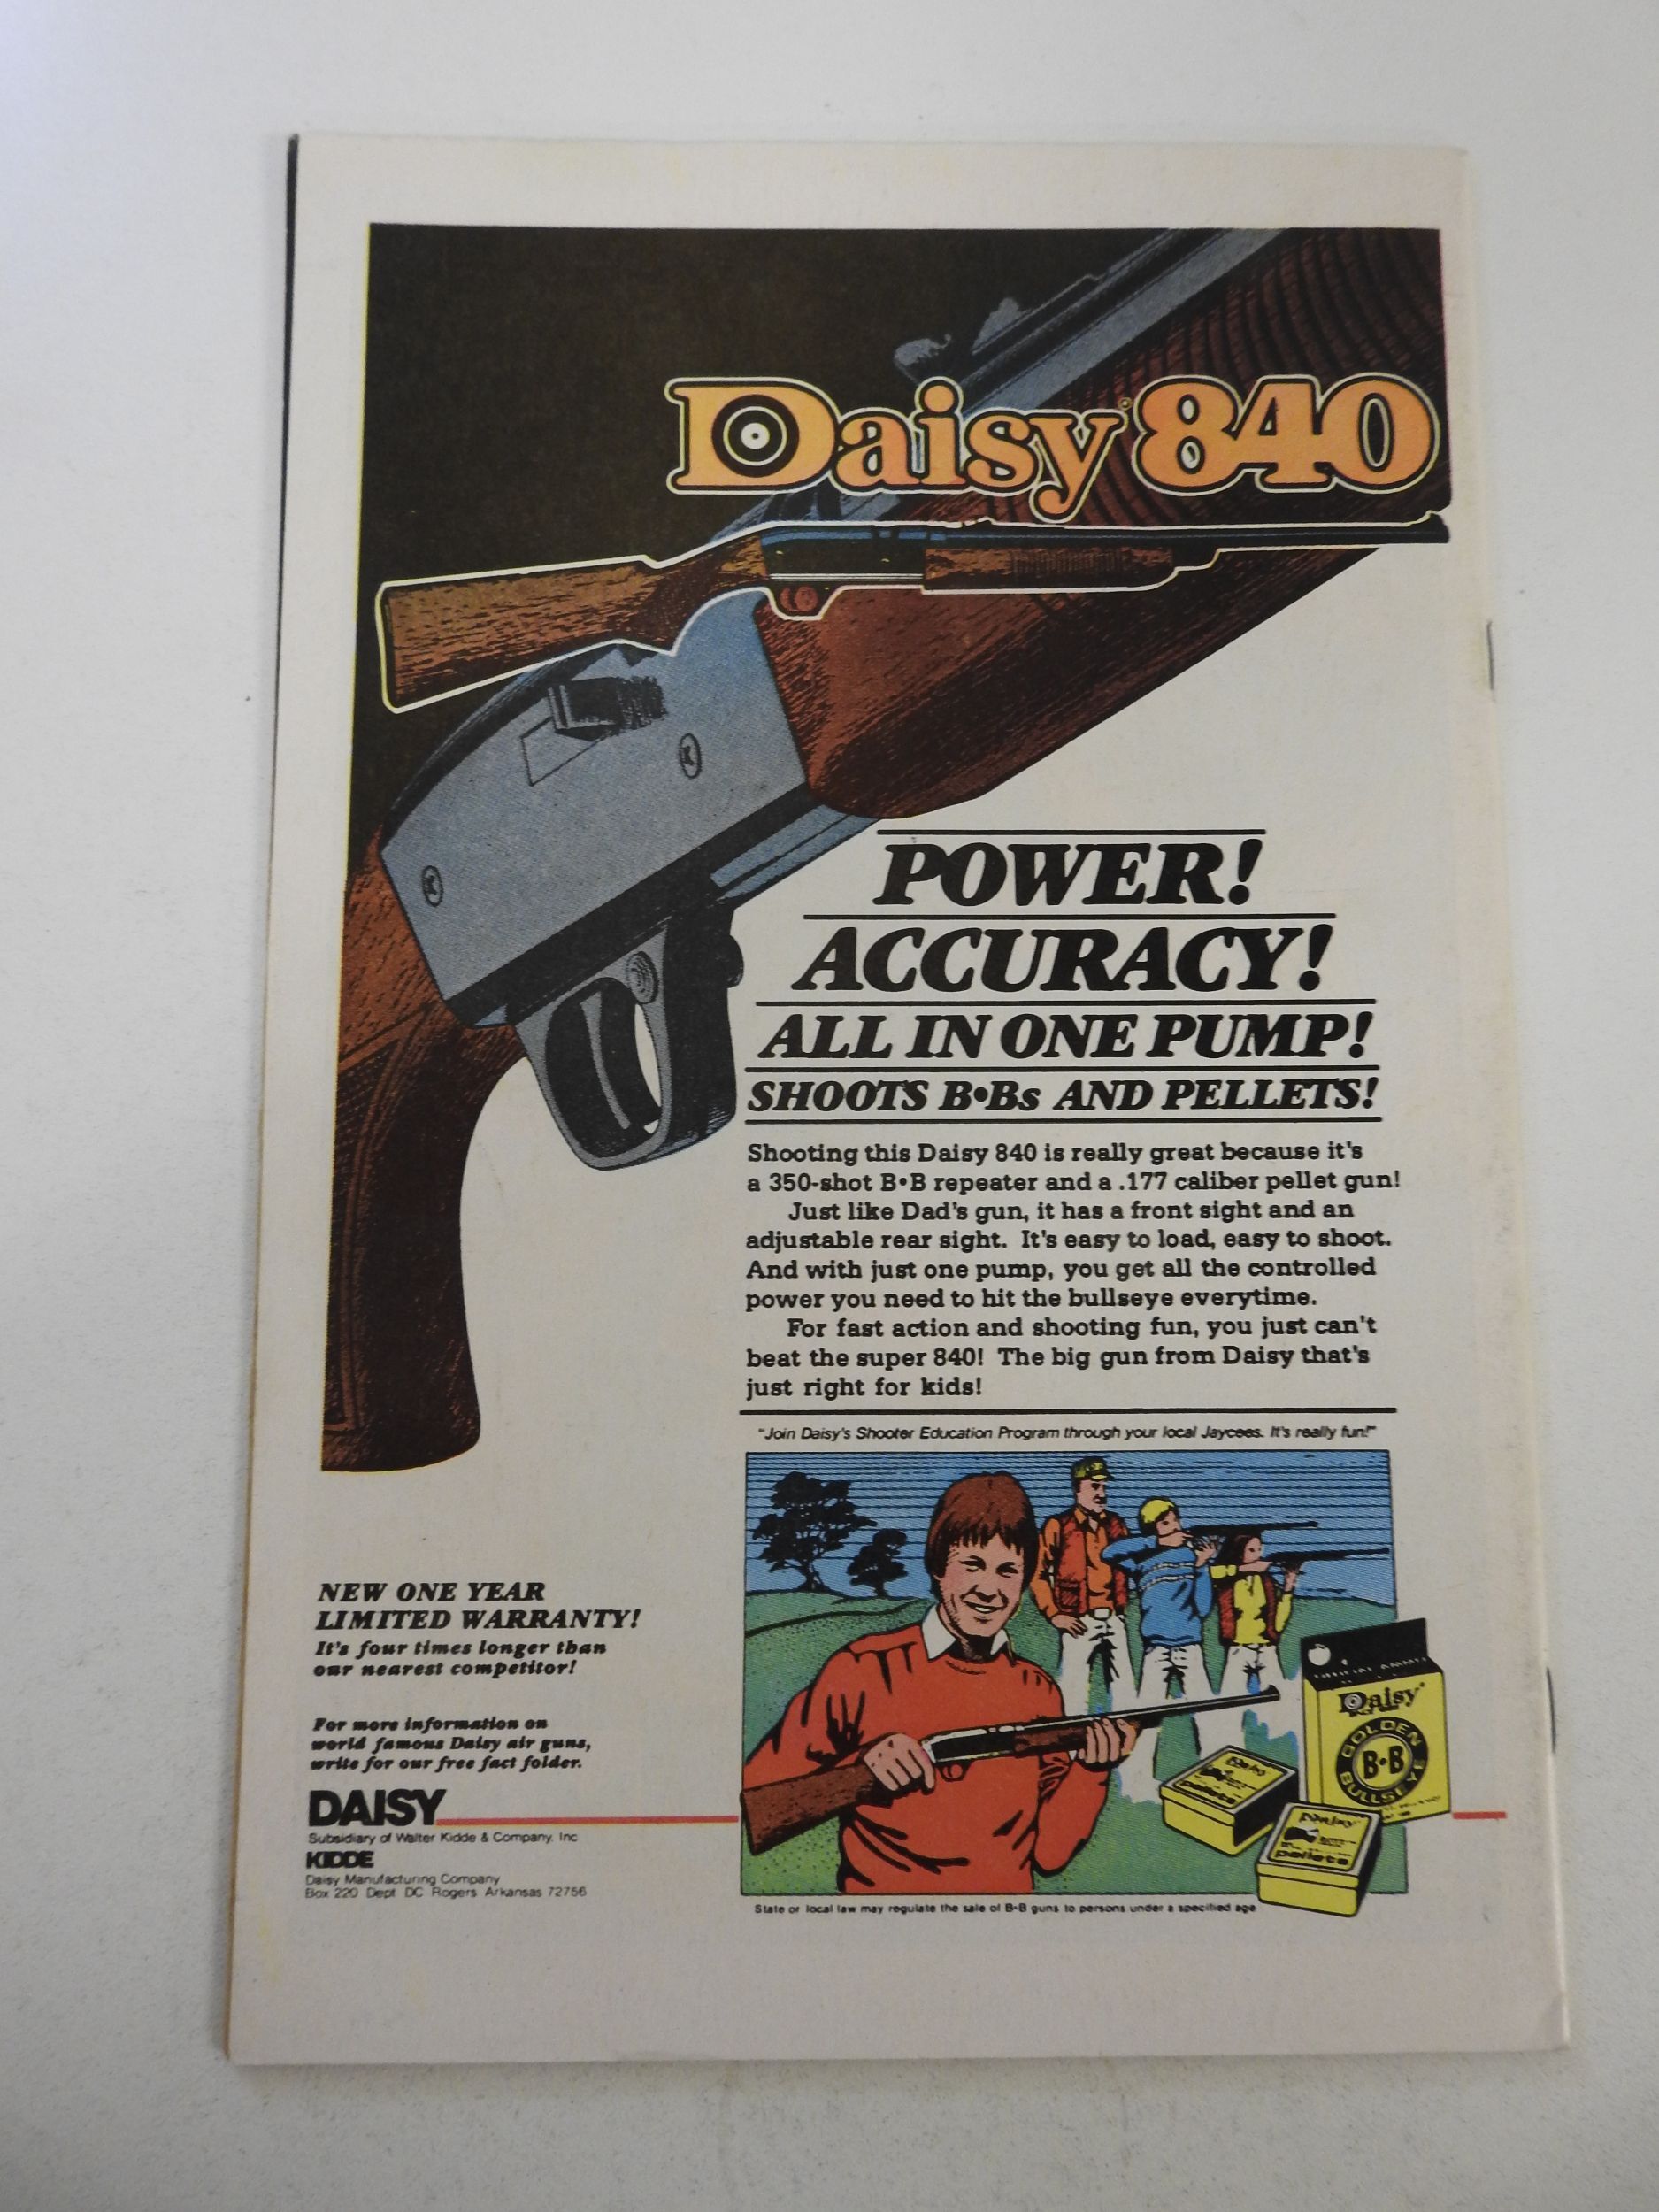 Daisy® 840
POWER!
ACCURACY!
ALL IN ONE PUMP!
SHOOTS B•Bs AND PELLETS!
Shooting this Daisy 840 is really great because it's
a 350-shot B•B repeater and a .177 caliber pellet gun!
Just like Dad's gun, it has a front sight and an
adjustable rear sight. It's easy to load, easy to shoot.
And with just one pump, you get all the controlled
power you need to hit the bullseye everytime.
For fast action and shooting fun, you just can't
beat the super 840! The big gun from Daisy that's
just right for kids!
"Join Daisy's Shooter Education Program through your local Jaycees. It's really fun!"
NEW ONE YEAR
LIMITED WARRANTY!
It's four times longer than
our nearest competitor!
For more information on
world famous Daisy air guns,
write for our free fact folder.
DAISY
Subsidiary of Walter Kidde & Company, Inc
KIDDE
Daisy Manufacturing Company
Box 220 Dept DC Rogers Arkansas 72756
Daisy®
GOLDEN
B•B
BULLSEYE
pellets
Daisy
pellets
State or local law may regulate the sale of B•B guns to persons under a specified age